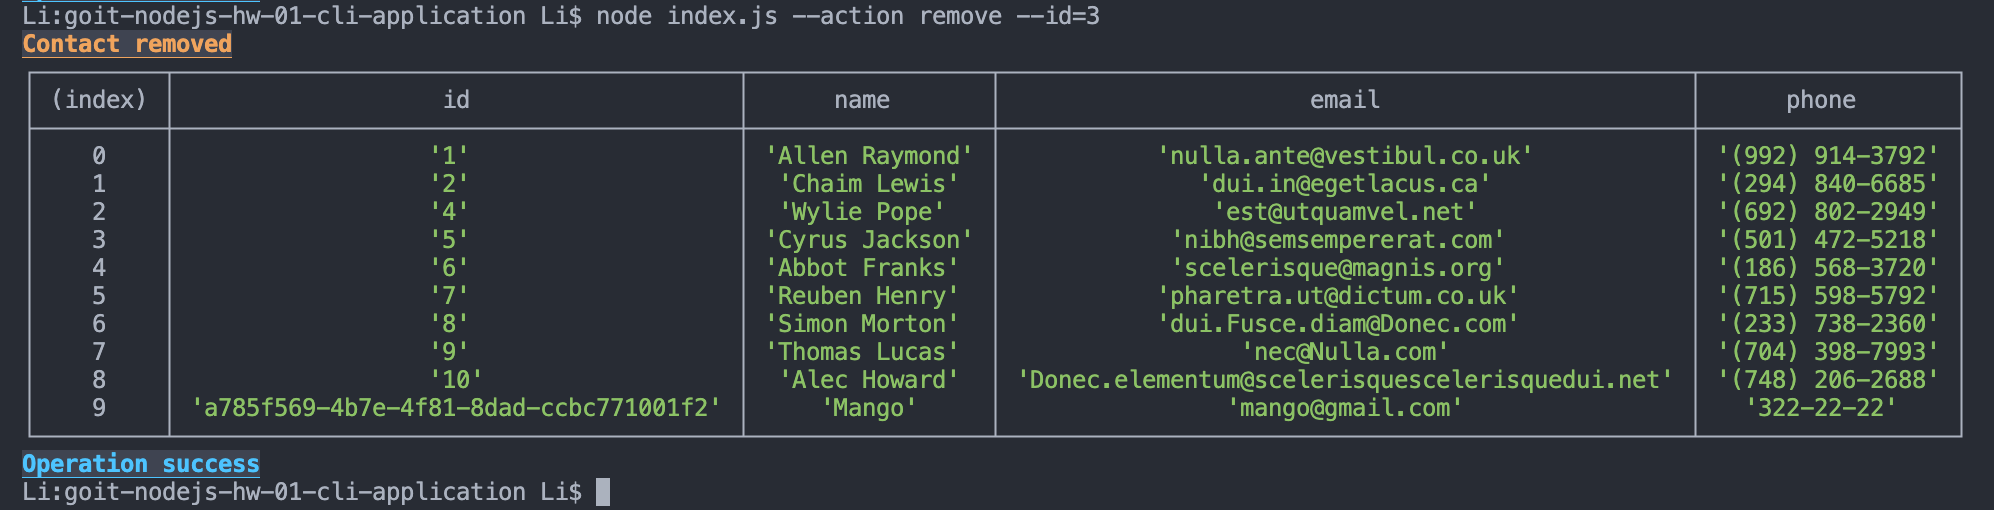 Li:goit-nodejs-hw-01-cli-application Li$ node index.js --action remove --id=3
Contact removed
(index) id name email phone
0 '1' 'Allen Raymond' 'nulla.ante@vestibul.co.uk' '(992) 914-3792'
1 '2' 'Chaim Lewis' 'dui.in@egetlacus.ca' '(294) 840-6685'
2 '4' 'Wylie Pope' 'est@utquamvel.net' '(692) 802-2949'
3 '5' 'Cyrus Jackson' 'nibh@semsempererat.com' '(501) 472-5218'
4 '6' 'Abbot Franks' 'scelerisque@magnis.org' '(186) 568-3720'
5 '7' 'Reuben Henry' 'pharetra.ut@dictum.co.uk' '(715) 598-5792'
6 '8' 'Simon Morton' 'dui.Fusce.diam@Donec.com' '(233) 738-2360'
7 '9' 'Thomas Lucas' 'nec@Nulla.com' '(704) 398-7993'
8 '10' 'Alec Howard' 'Donec.elementum@scelerisquescelerisquedui.net' '(748) 206-2688'
9 'a785f569-4b7e-4f81-8dad-ccbc771001f2' 'Mango' 'mango@gmail.com' '322-22-22'
Operation success
Li:goit-nodejs-hw-01-cli-application Li$